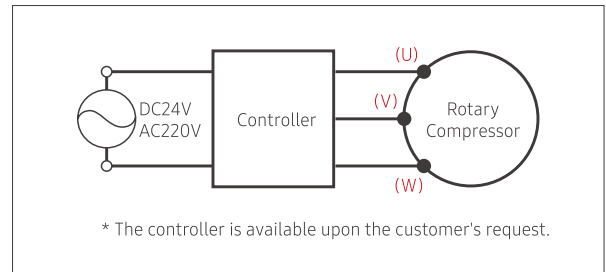 (U)
DC24V
AC220V
Controller
(V)
Rotary
Compressor
(W)
* The controller is available upon the customer's request.